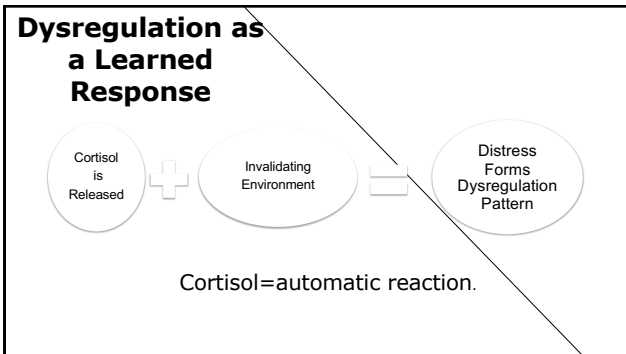 Dysregulation as
a Learned
Response
Cortisol
is
Released
Invalidating
Environment
Distress
Forms
Dysregulation
Pattern
Cortisol=automatic reaction.